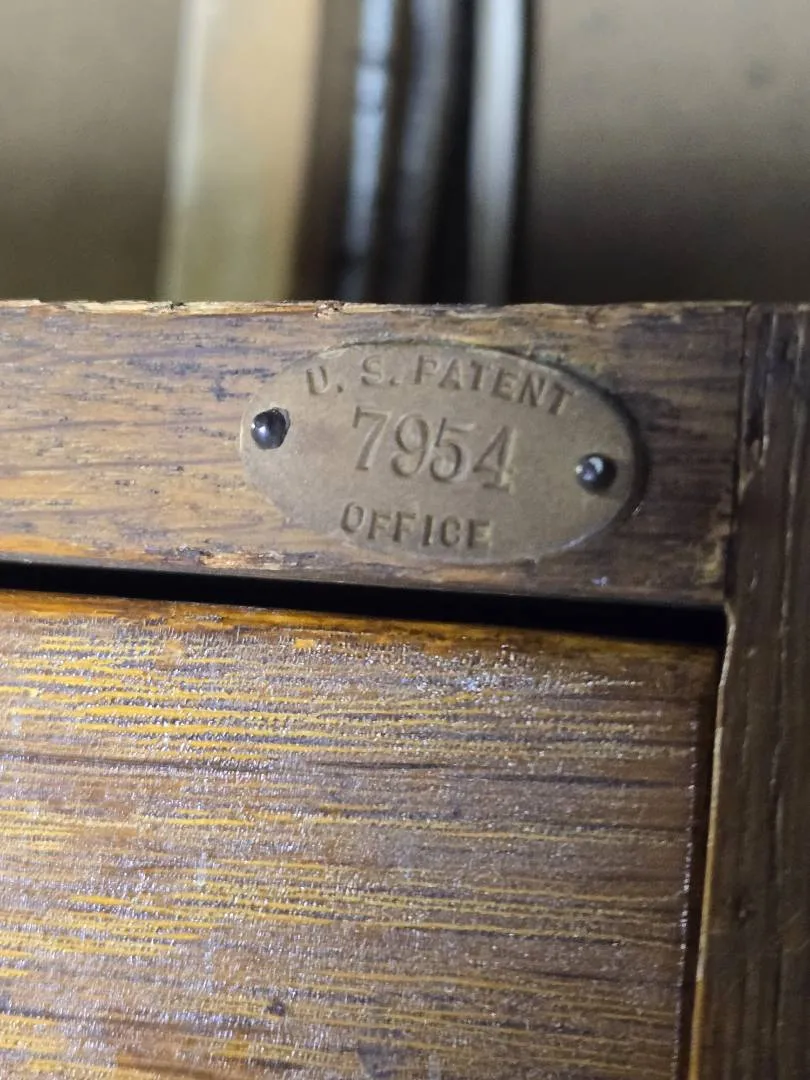 U. S. PATENT
7954
OFFICE